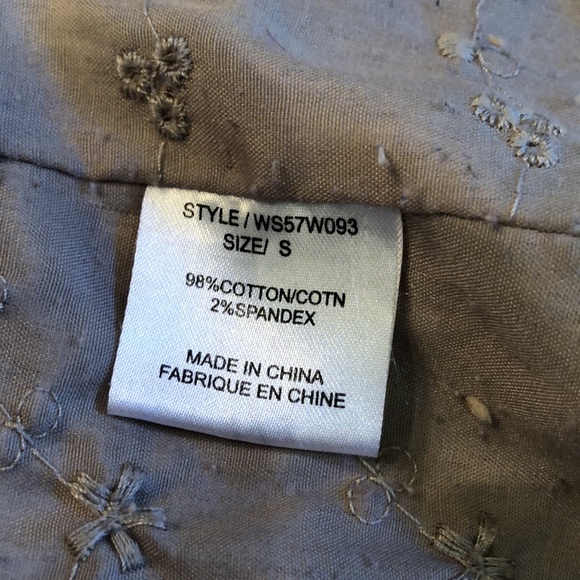 STYLE / WS57W093
SIZE/ S
98%COTTON/COTN
2%SPANDEX
MADE IN CHINA
FABRIQUE EN CHINE